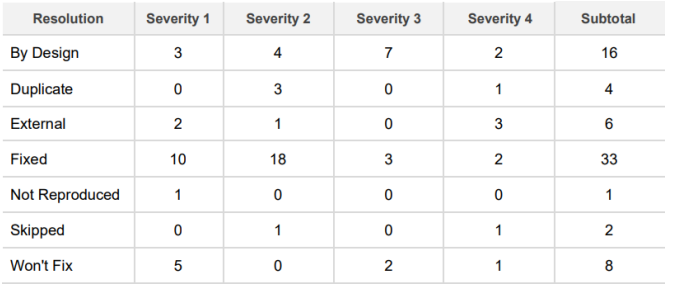 Resolution Severity 1 Severity 2 Severity 3 Severity 4 Subtotal
By Design 3 4 7 2 16
Duplicate 0 3 0 1 4
External 2 1 0 3 6
Fixed 10 18 3 2 33
Not Reproduced 1 0 0 0 1
Skipped 0 1 0 1 2
Won't Fix 5 0 2 1 8